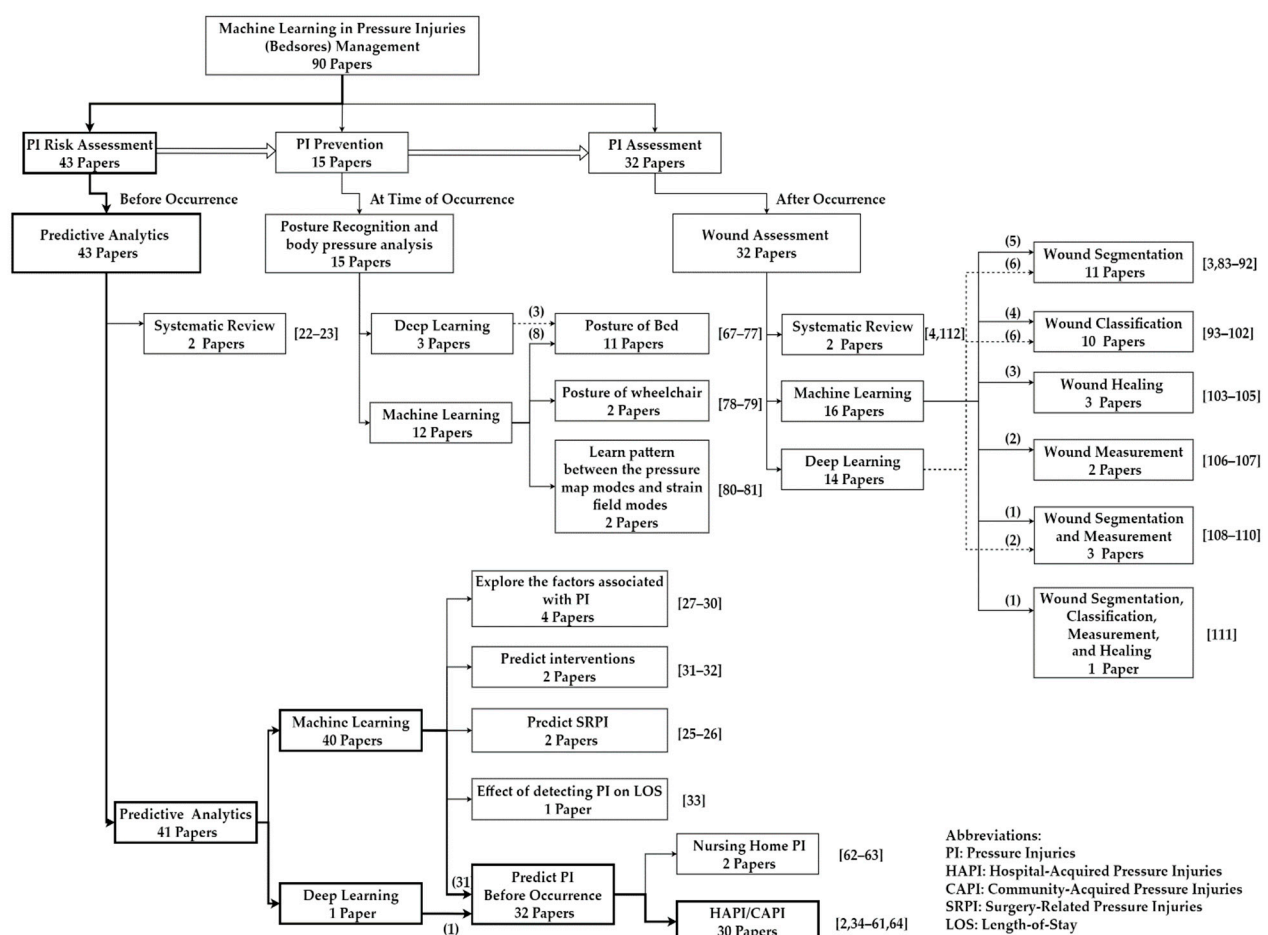 Machine Learning in Pressure Injuries
(Bedsores) Management
90 Papers
PI Risk Assessment
43 Papers
PI Prevention
15 Papers
PI Assessment
32 Papers
Before Occurrence
At Time of Occurrence
After Occurrence
Predictive Analytics
43 Papers
Posture Recognition and
body pressure analysis
15 Papers
Wound Assessment
32 Papers
Systematic Review
2 Papers
[22–23]
Deep Learning
3 Papers
(3)
(8)
Posture of Bed
11 Papers
[67–77]
Machine Learning
12 Papers
Posture of wheelchair
2 Papers
[78–79]
Learn pattern
between the pressure
map modes and strain
field modes
2 Papers
[80–81]
Systematic Review
2 Papers
[4,112]
Machine Learning
16 Papers
Deep Learning
14 Papers
(5)
(6)
Wound Segmentation
11 Papers
[3,83–92]
(4)
(6)
Wound Classification
10 Papers
[93–102]
(3)
Wound Healing
3 Papers
[103–105]
(2)
Wound Measurement
2 Papers
[106–107]
(1)
(2)
Wound Segmentation
and Measurement
3 Papers
[108–110]
(1)
Wound Segmentation,
Classification,
Measurement,
and Healing
1 Paper
[111]
Explore the factors associated
with PI
4 Papers
[27–30]
Predict interventions
2 Papers
[31–32]
Machine Learning
40 Papers
Predict SRPI
2 Papers
[25–26]
Effect of detecting PI on LOS
1 Paper
[33]
Predictive Analytics
41 Papers
Deep Learning
1 Paper
(31
(1)
Predict PI
Before Occurrence
32 Papers
Nursing Home PI
2 Papers
[62–63]
HAPI/CAPI
30 Papers
[2,34–61,64]
Abbreviations:
PI: Pressure Injuries
HAPI: Hospital-Acquired Pressure Injuries
CAPI: Community-Acquired Pressure Injuries
SRPI: Surgery-Related Pressure Injuries
LOS: Length-of-Stay